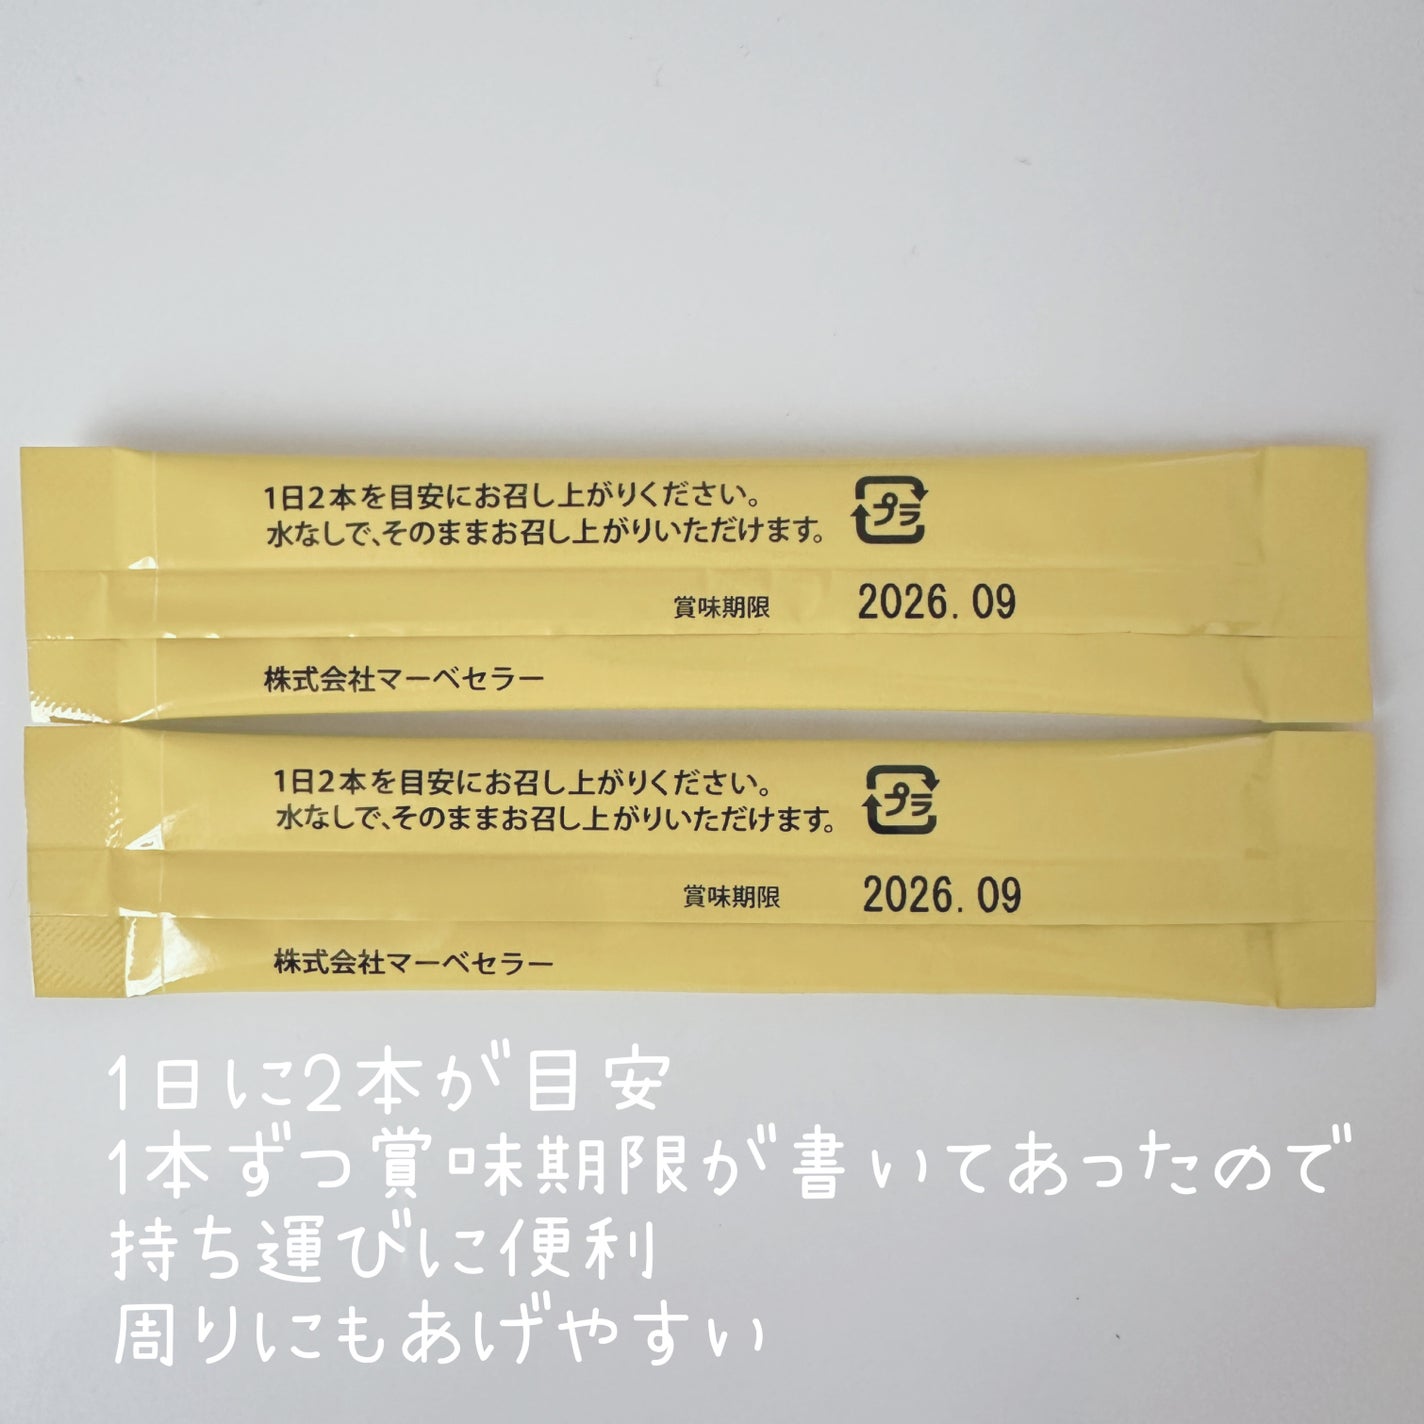 1日2本を目安にお召し上がりください。
水なしで、そのままお召し上がりいただけます。
プラ
賞味期限 2026.09
株式会社マーベセラー
1日2本を目安にお召し上がりください。
水なしで、そのままお召し上がりいただけます。
プラ
賞味期限 2026.09
株式会社マーベセラー
1日に2本が目安
1本ずつ賞味期限が書いてあったので
持ち運びに便利
周りにもあげやすい